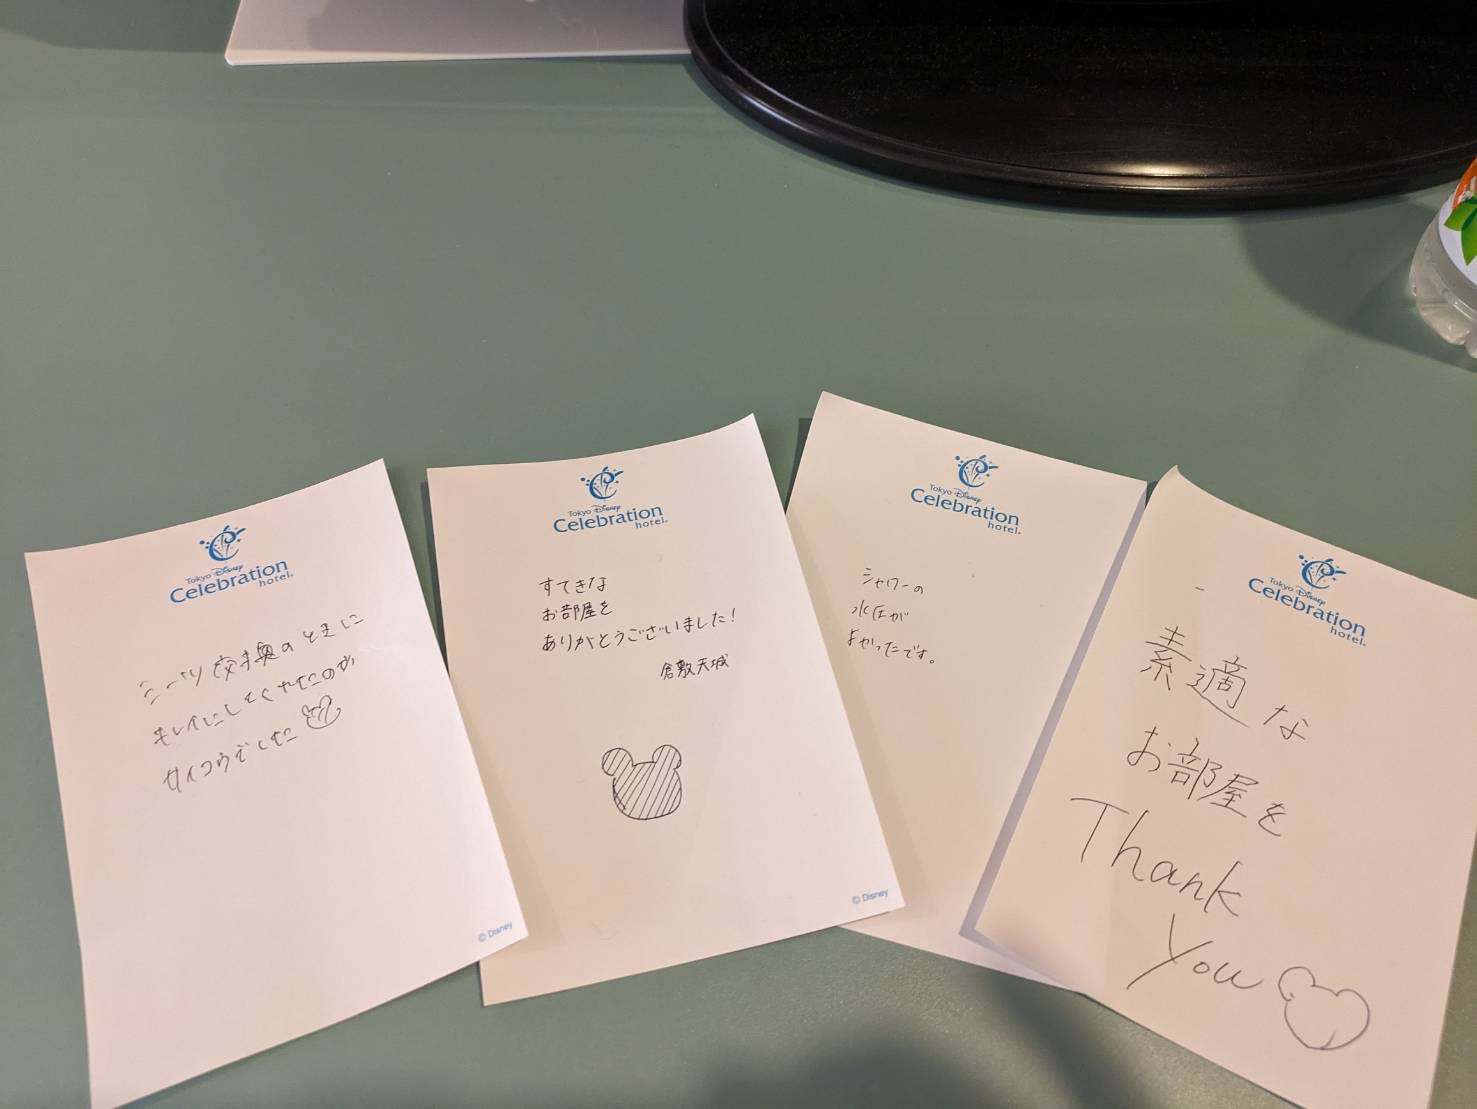 Tokyo Disney
Celebration
hotel®
シーツ交換のときに
キレイにしてくれたのが
サイコウでした
© Disney
Tokyo Disney
Celebration
hotel®
すてきな
お部屋を
ありがとうございました!
倉敷天城
© Disney
Tokyo Disney
Celebration
hotel®
シャワーの
水圧が
よかったです。
Tokyo Disney
Celebration
hotel®
素適な
お部屋を
Thank
You